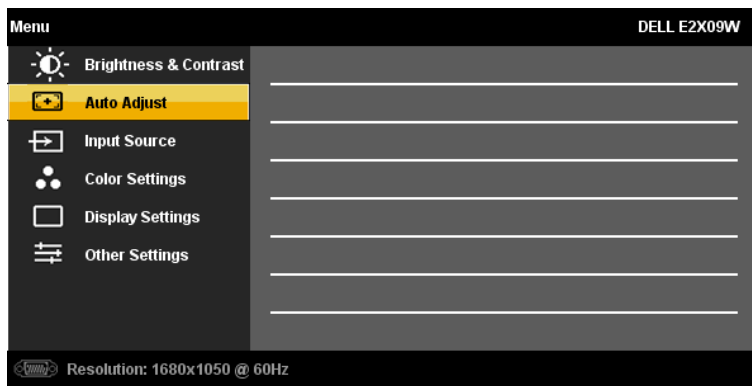 Menu DELL E2X09W
Brightness & Contrast
Auto Adjust
Input Source
Color Settings
Display Settings
Other Settings
Resolution: 1680x1050 @ 60Hz